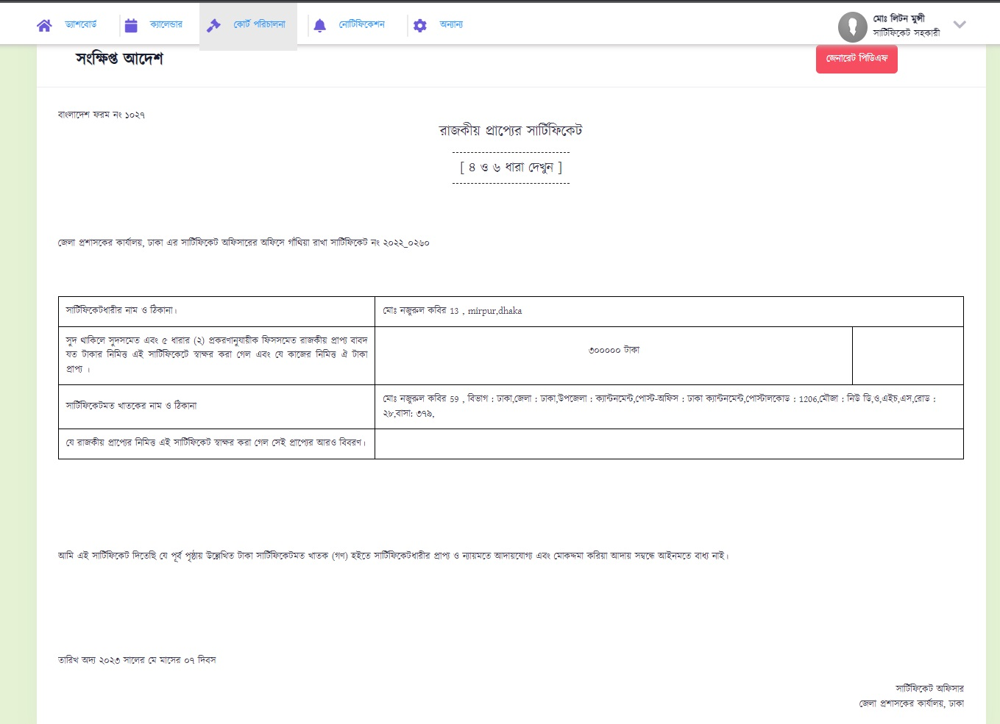 ড্যাশবোর্ড ক্যালেন্ডার কোর্ট পরিচালনা নোটিফিকেশন অন্যান্য মোঃ লিটন মুন্সী
সার্টিফিকেট সহকারী
সংক্ষিপ্ত আদেশ জেনারেট পিডিএফ
বাংলাদেশ ফরম নং ১০২৭
রাজকীয় প্রাপ্যের সার্টিফিকেট
[ ৪ ও ৬ ধারা দেখুন ]
জেলা প্রশাসকের কার্যালয়, ঢাকা এর সার্টিফিকেট অফিসারের অফিসে গাঁথিয়া রাখা সার্টিফিকেট নং ২০২২_০২৬০
সার্টিফিকেটধারীর নাম ও ঠিকানা। মোঃ নজুরুল কবির 13 , mirpur,dhaka
সুদ থাকিলে সুদসমেত এবং ৫ ধারার (২) প্রকরণানুযায়ীক ফিসসমেত রাজকীয় প্রাপ্য বাবদ
যত টাকার নিমিত্ত এই সার্টিফিকেটে স্বাক্ষর করা গেল এবং যে কাজের নিমিত্ত ঐ টাকা
প্রাপ্য ।
৩০০০০০ টাকা
সার্টিফিকেটমত খাতকের নাম ও ঠিকানা
মোঃ নজুরুল কবির 59 , বিভাগ : ঢাকা,জেলা : ঢাকা,উপজেলা : ক্যান্টনমেন্ট,পোস্ট-অফিস : ঢাকা ক্যান্টনমেন্ট,পোস্টালকোড : 1206,মৌজা : নিউ ডি,ও,এইচ,এস,রোড :
২৮,বাসা: ৩৭৯,
যে রাজকীয় প্রাপ্যের নিমিত্ত এই সার্টিফিকেট স্বাক্ষর করা গেল সেই প্রাপ্যের আরও বিবরণ।
আমি এই সার্টিফিকেট দিতেছি যে পূর্ব পৃষ্ঠায় উল্লেখিত টাকা সার্টিফিকেটমত খাতক (গণ) হইতে সার্টিফিকেটধারীর প্রাপ্য ও ন্যায়মতে আদায়যোগ্য এবং মোকদ্দমা করিয়া আদায় সম্বন্ধে আইনমতে বাধ্য নাই।
তারিখ অদ্য ২০২৩ সালের মে মাসের ০৭ দিবস
সার্টিফিকেট অফিসার
জেলা প্রশাসকের কার্যালয়, ঢাকা